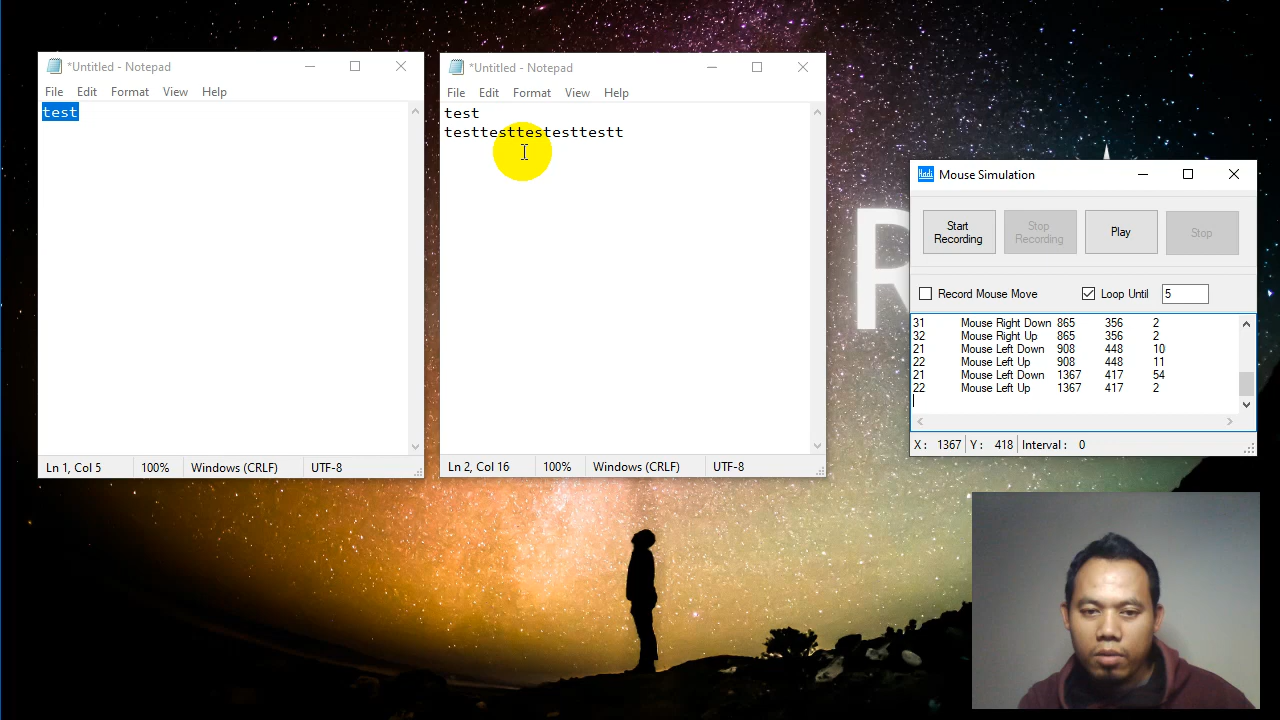 *Untitled - Notepad
File Edit Format View Help
test
Ln 1, Col 5 100% Windows (CRLF) UTF-8
*Untitled - Notepad
File Edit Format View Help
test
testtesttestesttestt
Ln 2, Col 16 100% Windows (CRLF) UTF-8
R
Hadi Mouse Simulation
Start Recording
Stop Recording
Play
Stop
Record Mouse Move Loop Until 5
31 Mouse Right Down 865 356 2
32 Mouse Right Up 865 356 2
21 Mouse Left Down 908 448 10
22 Mouse Left Up 908 448 11
21 Mouse Left Down 1367 417 54
22 Mouse Left Up 1367 417 2
X: 1367 Y: 418 Interval: 0